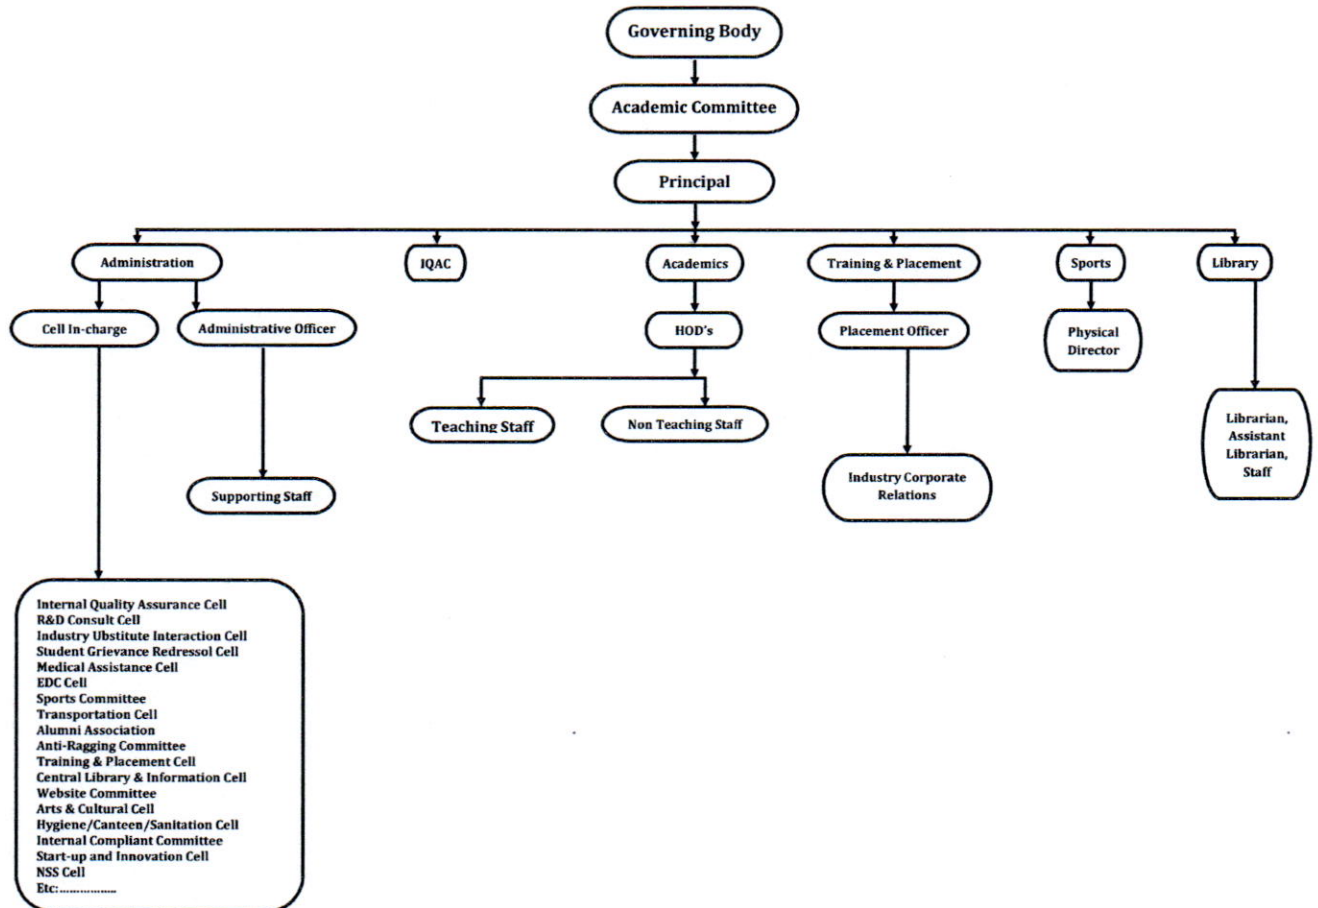 Governing Body
Academic Committee
Principal
Administration
IQAC
Academics
Training & Placement
Sports
Library
Cell In-charge
Administrative Officer
HOD's
Placement Officer
Physical
Director
Teaching Staff
Non Teaching Staff
Librarian,
Assistant
Librarian,
Staff
Industry Corporate
Relations
Supporting Staff
Internal Quality Assurance Cell
R&D Consult Cell
Industry Ubstitute Interaction Cell
Student Grievance Redressol Cell
Medical Assistance Cell
EDC Cell
Sports Committee
Transportation Cell
Alumni Association
Anti-Ragging Committee
Training & Placement Cell
Central Library & Information Cell
Website Committee
Arts & Cultural Cell
Hygiene/Canteen/Sanitation Cell
Internal Compliant Committee
Start-up and Innovation Cell
NSS Cell
Etc:.................